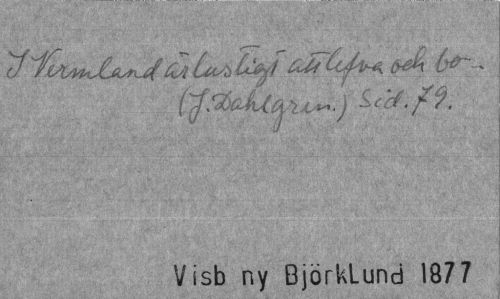 I Vermland är lustigt att lefva och bo -.
(J. Dahlgren.) Sid. 79.
Visb ny Björklund 1877